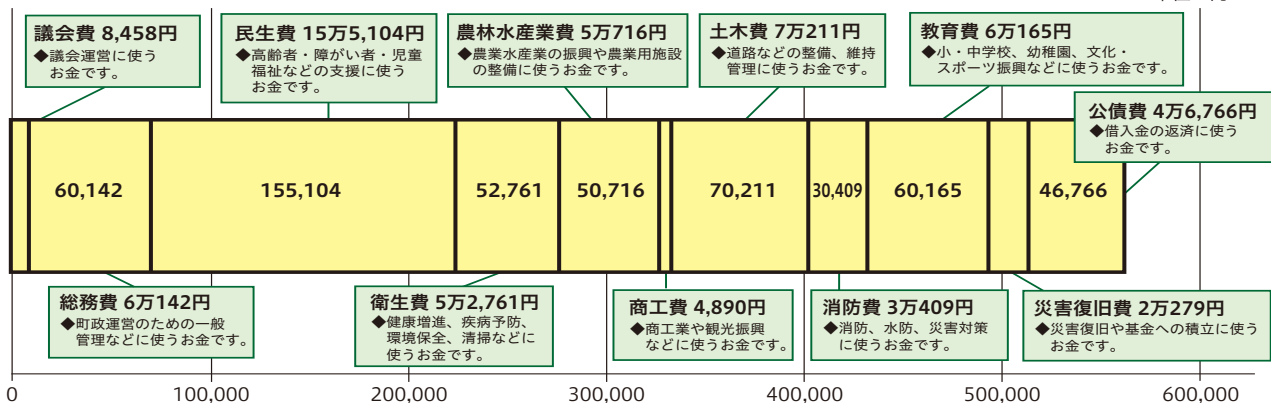 議会費 8,458円
◆議会運営に使う
お金です。
民生費 15万5,104円
◆高齢者・障がい者・児童
福祉などの支援に使う
お金です。
農林水産業費 5万716円
◆農業水産業の振興や農業用施設
の整備に使うお金です。
土木費 7万211円
◆道路などの整備、維持
管理に使うお金です。
教育費 6万165円
◆小・中学校、幼稚園、文化・
スポーツ振興などに使うお金です。
公債費 4万6,766円
◆借入金の返済に使う
お金です。
60,142
155,104
52,761
50,716
70,211
30,409
60,165
46,766
総務費 6万142円
◆町政運営のための一般
管理などに使うお金です。
衛生費 5万2,761円
◆健康増進、疾病予防、
環境保全、清掃などに
使うお金です。
商工費 4,890円
◆商工業や観光振興
などに使うお金です。
消防費 3万409円
◆消防、水防、災害対策
に使うお金です。
災害復旧費 2万279円
◆災害復旧や基金への積立に使う
お金です。
0
100,000
200,000
300,000
400,000
500,000
600,000